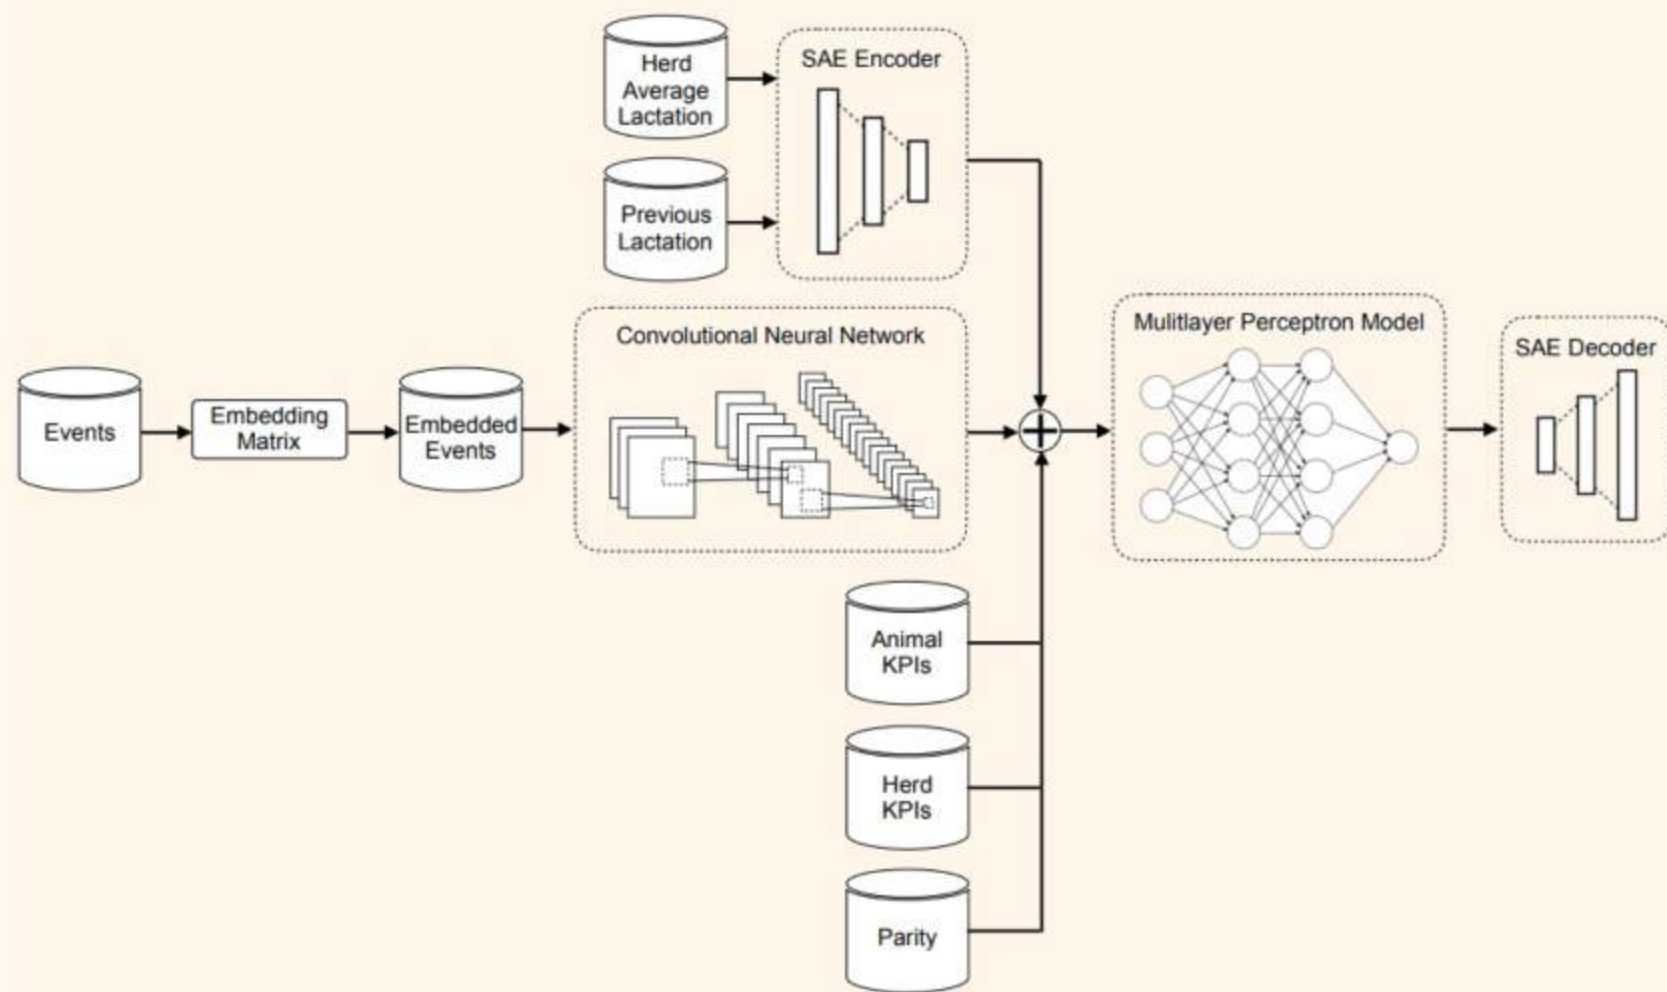 Herd
Average
Lactation
SAE Encoder
Previous
Lactation
Convolutional Neural Network
Mulitlayer Perceptron Model
SAE Decoder
Events
Embedding
Matrix
Embedded
Events
Animal
KPIs
Herd
KPIs
Parity